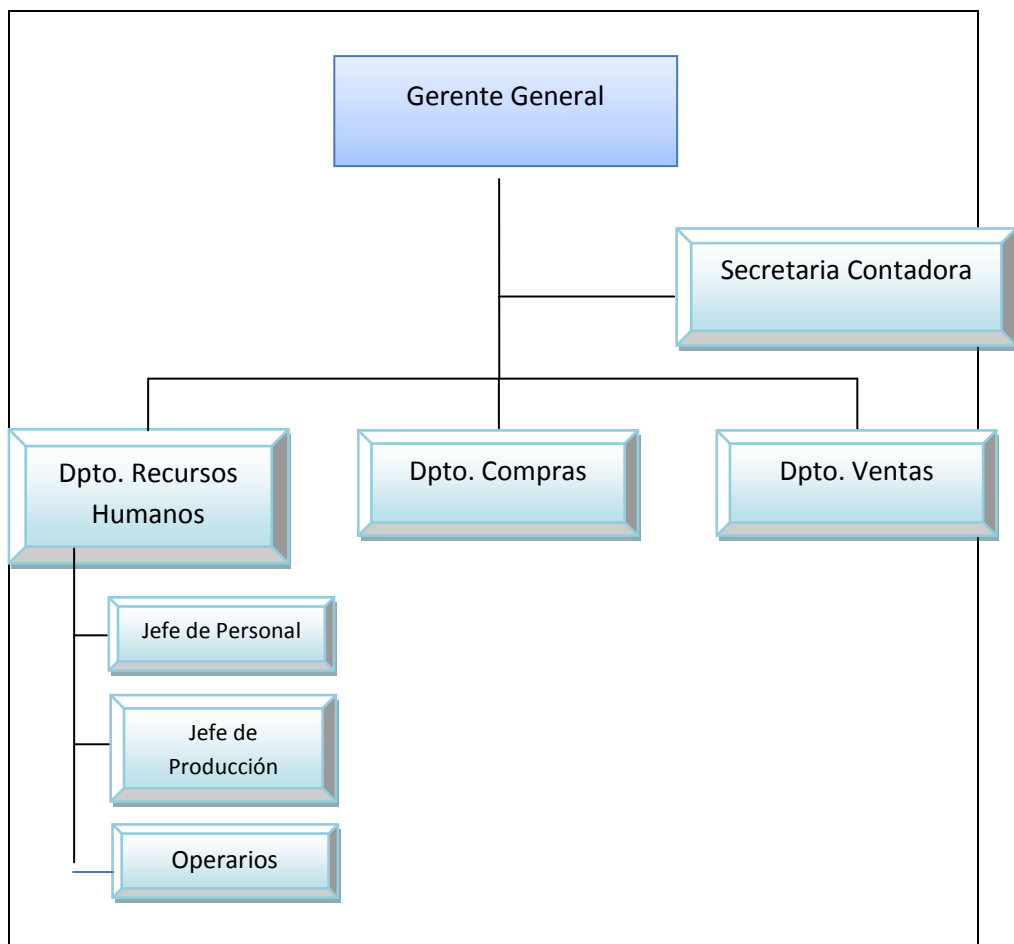 Gerente General
Secretaria Contadora
Dpto. Recursos
Humanos
Dpto. Compras
Dpto. Ventas
Jefe de Personal
Jefe de
Producción
Operarios